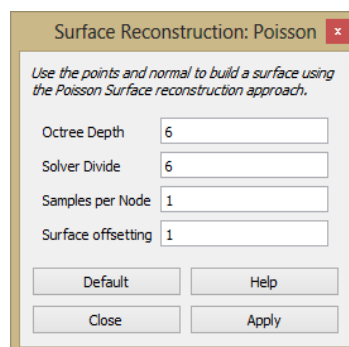 Surface Reconstruction: Poisson x
Use the points and normal to build a surface using
the Poisson Surface reconstruction approach.
Octree Depth 6
Solver Divide 6
Samples per Node 1
Surface offsetting 1
Default Help
Close Apply